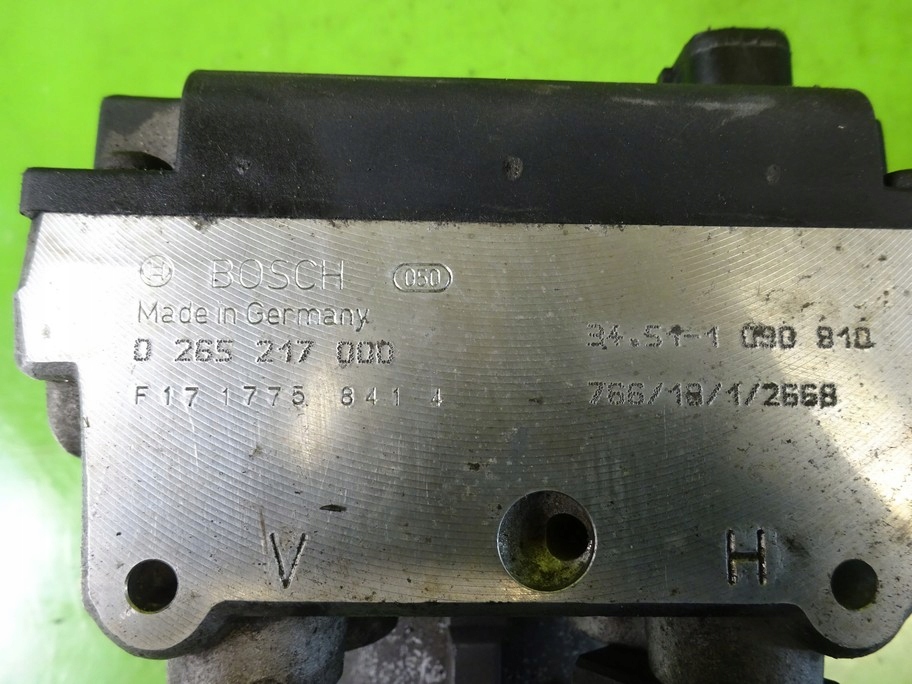 BOSCH 050
Made in Germany
0 265 217 000
34.51-1 090 810
F17 1775 841 4
766/18/1/2668
V
H